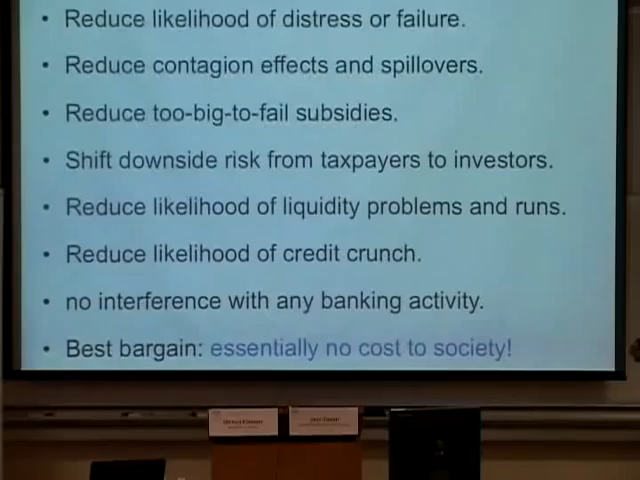 • Reduce likelihood of distress or failure.
• Reduce contagion effects and spillovers.
• Reduce too-big-to-fail subsidies.
• Shift downside risk from taxpayers to investors.
• Reduce likelihood of liquidity problems and runs.
• Reduce likelihood of credit crunch.
• no interference with any banking activity.
• Best bargain: essentially no cost to society!